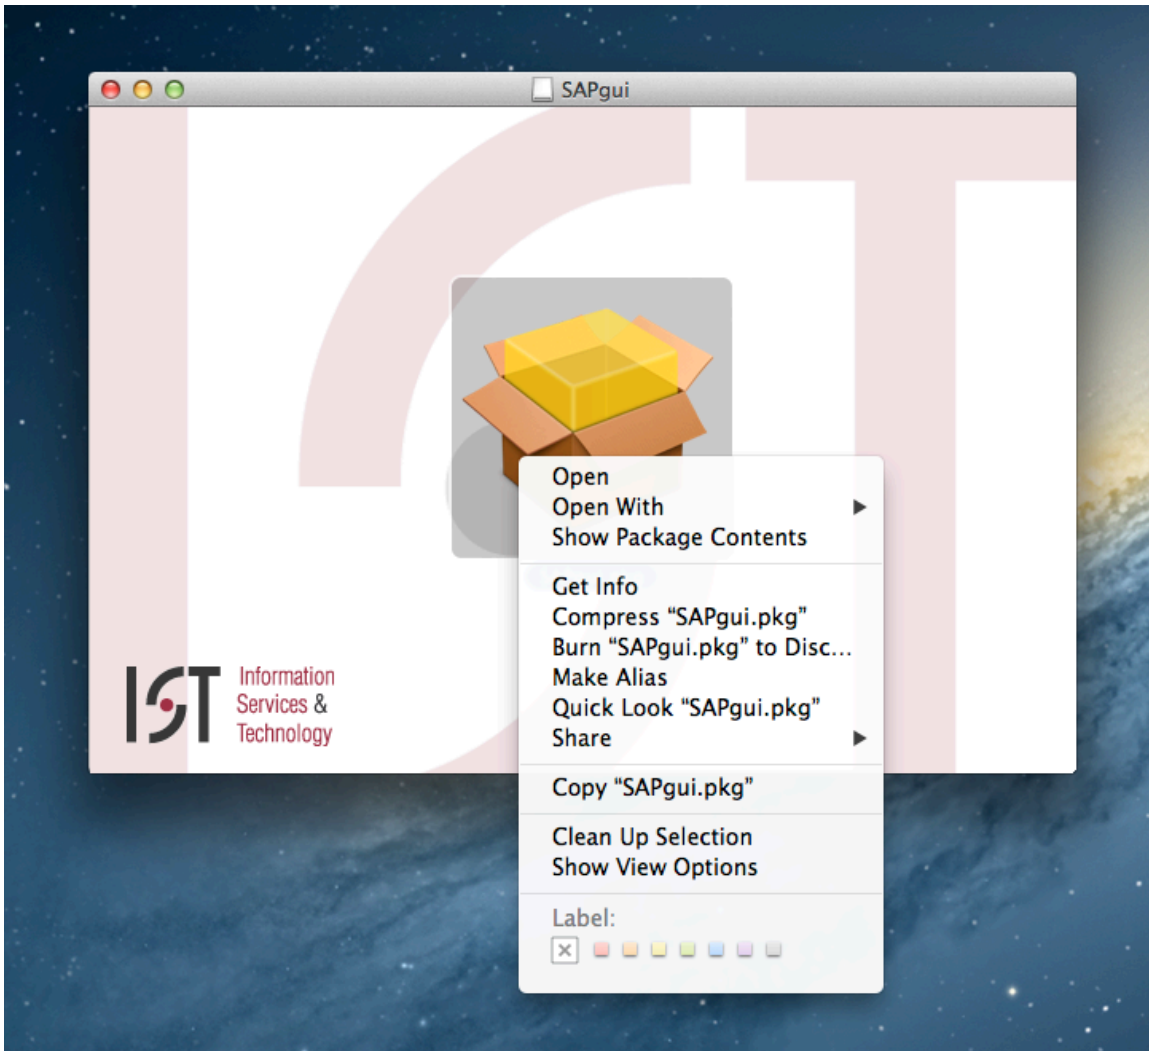 SAPgui
Open
Open With
Show Package Contents
Get Info
Compress “SAPgui.pkg”
Burn “SAPgui.pkg” to Disc...
Make Alias
Quick Look “SAPgui.pkg”
Share
Copy “SAPgui.pkg”
Clean Up Selection
Show View Options
Label:
IST
Information
Services &
Technology